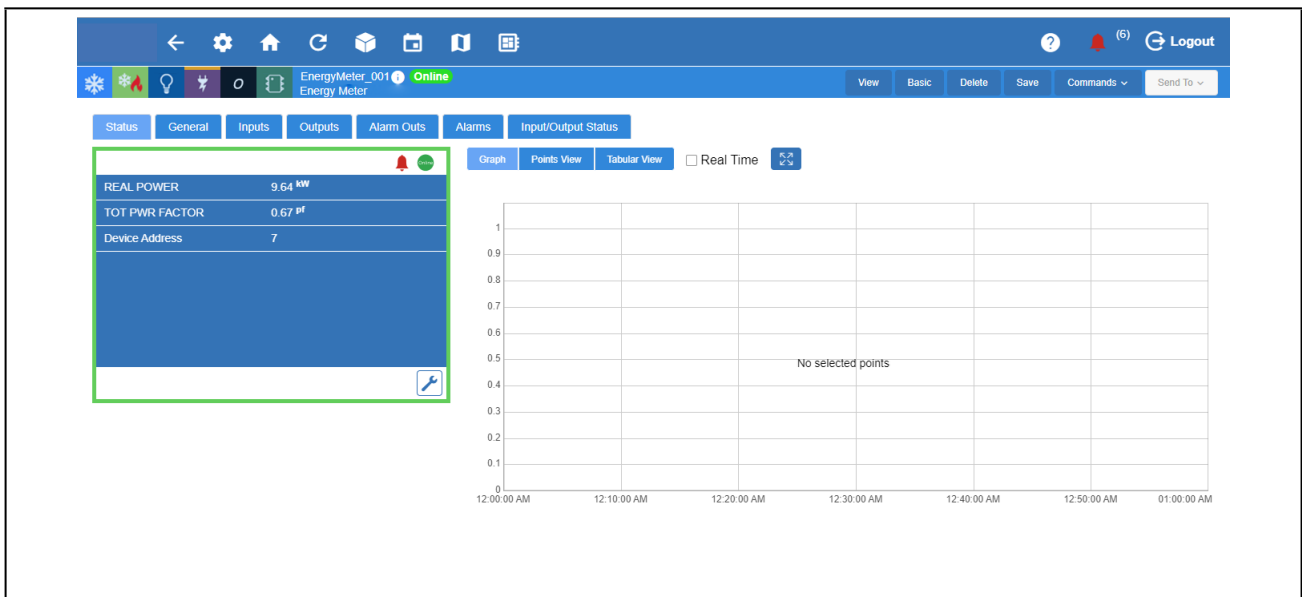 ? (6) Logout
o EnergyMeter_001 i Online
Energy Meter
View Basic Delete Save Commands Send To
Status General Inputs Outputs Alarm Outs Alarms Input/Output Status
Online
REAL POWER 9.64 kW
TOT PWR FACTOR 0.67 pf
Device Address 7
Graph Points View Tabular View Real Time
1
0.9
0.8
0.7
0.6
0.5
0.4
0.3
0.2
0.1
0
No selected points
12:00:00 AM 12:10:00 AM 12:20:00 AM 12:30:00 AM 12:40:00 AM 12:50:00 AM 01:00:00 AM